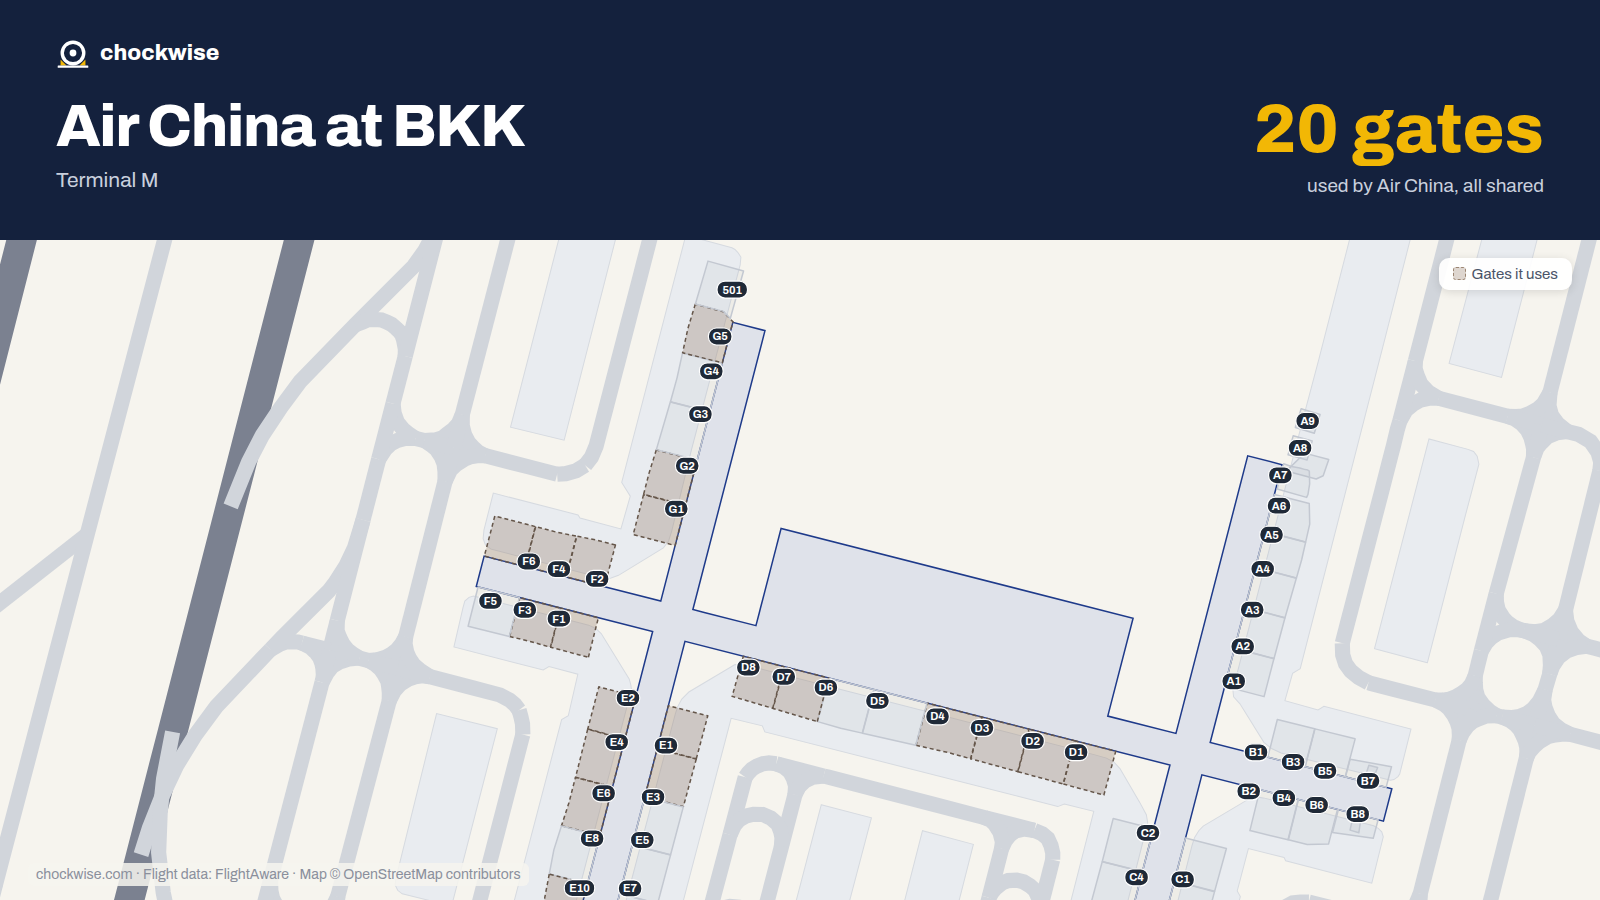 chockwise
Air China at BKK
Terminal M
20 gates
used by Air China, all shared
Gates it uses
501
G5
G4
G3
G2
G1
F6
F4
F2
F5
F3
F1
E2
E4
E1
E6
E3
E8
E5
E10
E7
D8
D7
D6
D5
D4
D3
D2
D1
A9
A8
A7
A6
A5
A4
A3
A2
A1
B1
B3
B5
B7
B2
B4
B6
B8
C2
C4
C1
chockwise.com · Flight data: FlightAware · Map © OpenStreetMap contributors